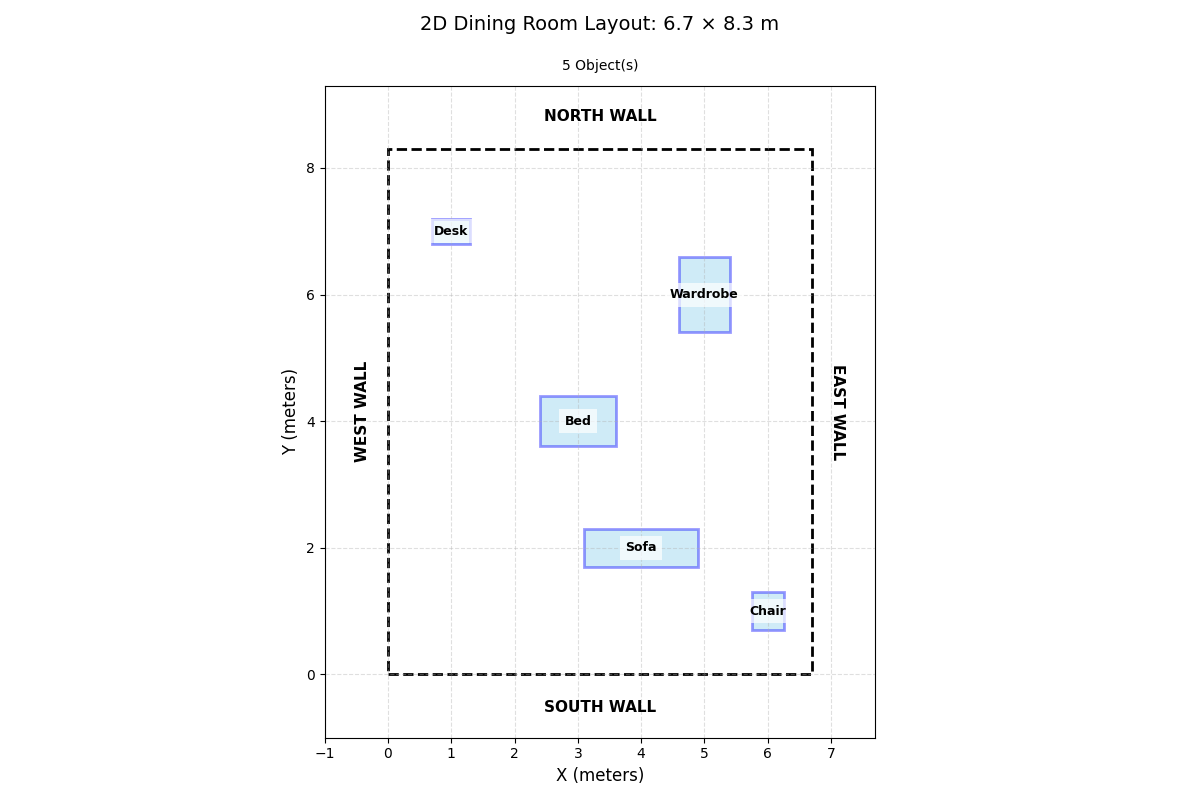 2D Dining Room Layout: 6.7 × 8.3 m
5 Object(s)
NORTH WALL
8
Desk
6
Wardrobe
WEST WALL
EAST WALL
Y (meters)
4
Bed
2
Sofa
Chair
0
SOUTH WALL
−1 0 1 2 3 4 5 6 7
X (meters)